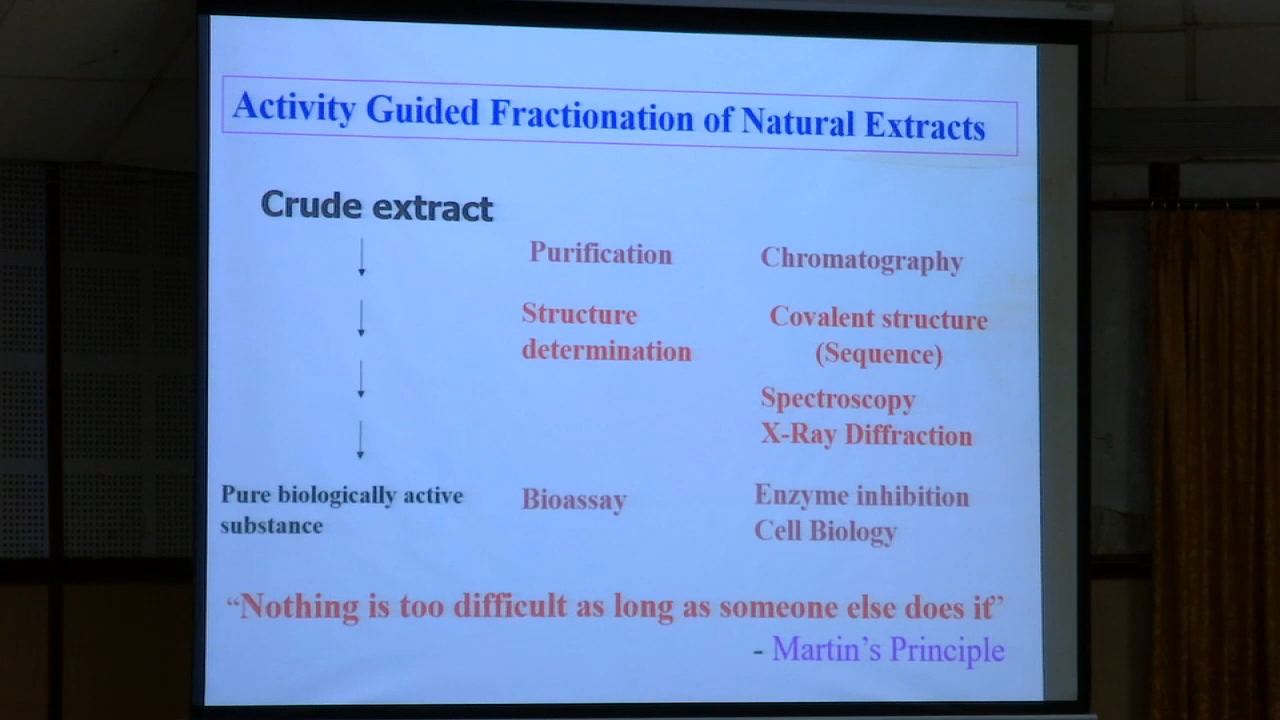 Activity Guided Fractionation of Natural Extracts
Crude extract
Purification
Chromatography
Structure
determination
Covalent structure
(Sequence)
Spectroscopy
X-Ray Diffraction
Pure biologically active
substance
Bioassay
Enzyme inhibition
Cell Biology
“Nothing is too difficult as long as someone else does it”
- Martin’s Principle